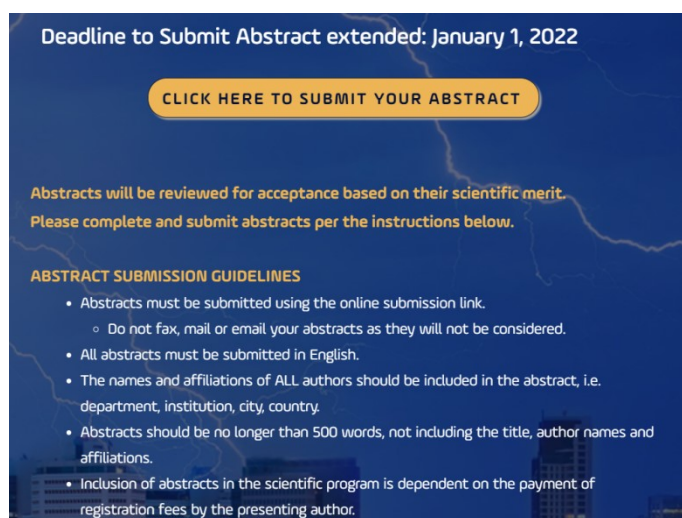 Deadline to Submit Abstract extended: January 1, 2022
CLICK HERE TO SUBMIT YOUR ABSTRACT
Abstracts will be reviewed for acceptance based on their scientific merit.
Please complete and submit abstracts per the instructions below.
ABSTRACT SUBMISSION GUIDELINES
• Abstracts must be submitted using the online submission link.
◦ Do not fax, mail or email your abstracts as they will not be considered.
• All abstracts must be submitted in English.
• The names and affiliations of ALL authors should be included in the abstract, i.e.
department, institution, city, country.
• Abstracts should be no longer than 500 words, not including the title, author names and
affiliations.
• Inclusion of abstracts in the scientific program is dependent on the payment of
registration fees by the presenting author.